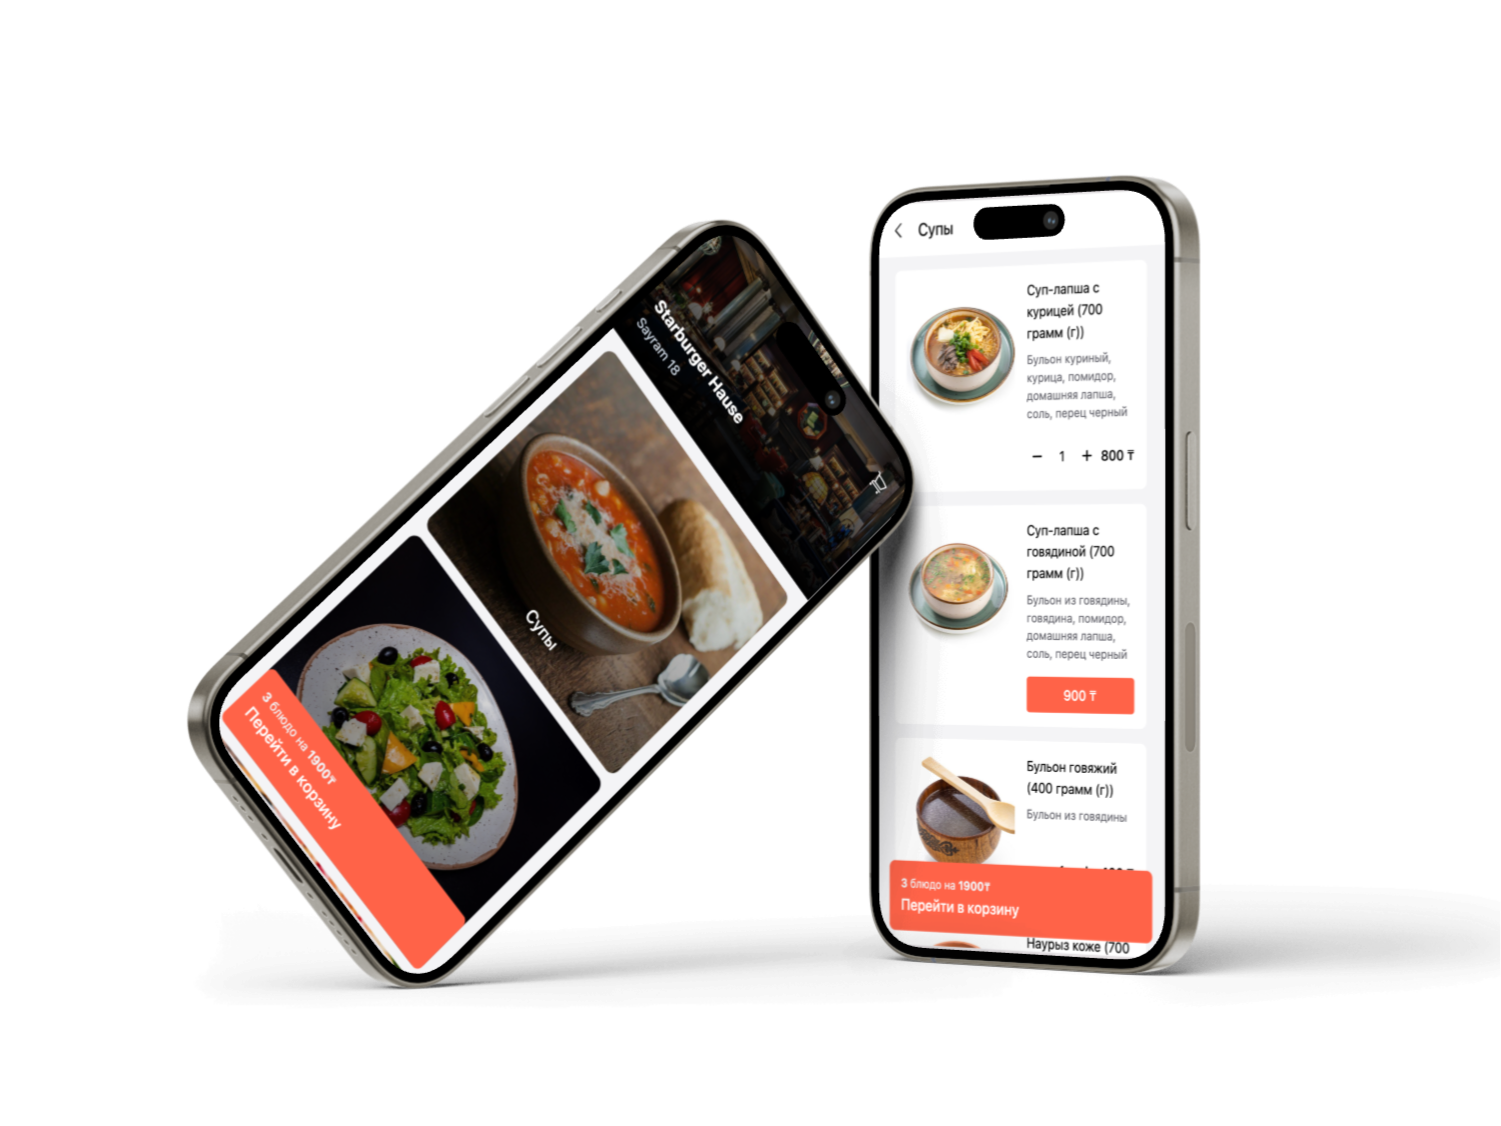 Starburger Hause
Sayram 18
Супы
3 блюдо на 1900₸
Перейти в корзину
Супы
Суп-лапша с
курицей (700
грамм (г))
Бульон куриный,
курица, помидор,
домашняя лапша,
соль, перец черный
− 1 + 800 ₸
Суп-лапша с
говядиной (700
грамм (г))
Бульон из говядины,
говядина, помидор,
домашняя лапша,
соль, перец черный
900 ₸
Бульон говяжий
(400 грамм (г))
Бульон из говядины
3 блюдо на 1900₸
Перейти в корзину
Наурыз коже (700